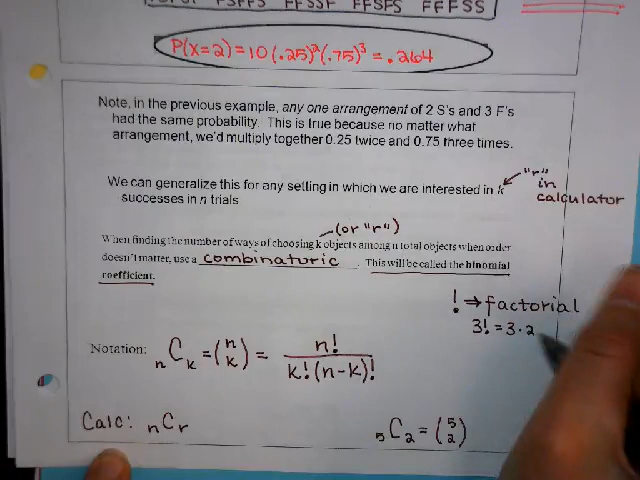 FSFFS FFSSF FFSFS FFFSS
P(X=2) = 10(.25)²(.75)³ = .264
Note, in the previous example, any one arrangement of 2 S's and 3 F's
had the same probability. This is true because no matter what
arrangement, we'd multiply together 0.25 twice and 0.75 three times.
"r"
in
calculator
We can generalize this for any setting in which we are interested in k
successes in n trials
(or "r")
When finding the number of ways of choosing k objects among n total objects when order
doesn't matter, use a combinatoric. This will be called the binomial
coefficient.
! ⇒ factorial
3! = 3·2
Notation: nCk = (n k) = n! / k!(n-k)!
Calc: nCr
5C2 = (5 2)